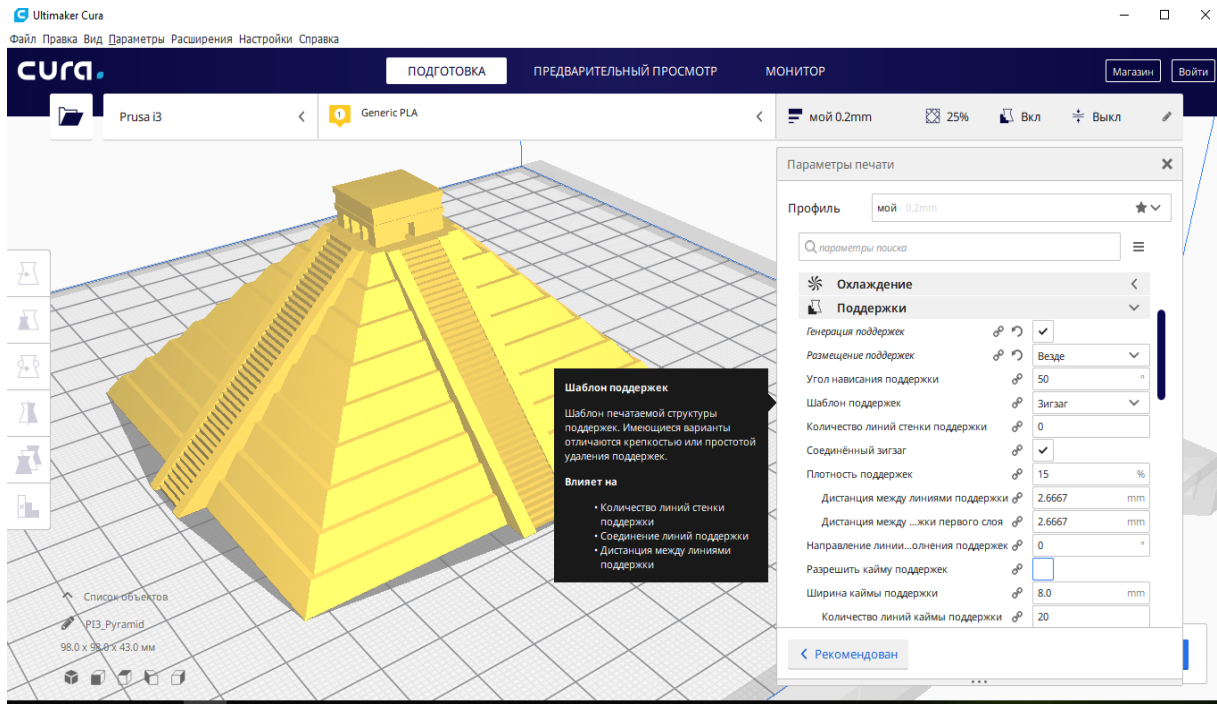 Ultimaker Cura
Файл Правка Вид Параметры Расширения Настройки Справка
cura.
ПОДГОТОВКА
ПРЕДВАРИТЕЛЬНЫЙ ПРОСМОТР
МОНИТОР
Магазин
Войти
Prusa i3
1
Generic PLA
мой 0.2mm
25%
Вкл
Выкл
Параметры печати
Профиль
мой - 0.2mm
параметры поиска
Охлаждение
Поддержки
Генерация поддержек
Размещение поддержек Везде
Угол нависания поддержки 50 °
Шаблон поддержек Зигзаг
Количество линий стенки поддержки 0
Соединённый зигзаг
Плотность поддержек 15 %
Дистанция между линиями поддержки 2.6667 mm
Дистанция между ...жки первого слоя 2.6667 mm
Направление линии...олнения поддержек 0 °
Разрешить кайму поддержек
Ширина каймы поддержки 8.0 mm
Количество линий каймы поддержки 20
Рекомендован
Шаблон поддержек
Шаблон печатаемой структуры
поддержек. Имеющиеся варианты
отличаются крепкостью или простотой
удаления поддержек.
Влияет на
• Количество линий стенки
поддержки
• Соединение линий поддержки
• Дистанция между линиями
поддержки
Список объектов
PI3_Pyramid
98.0 x 98.0 x 43.0 мм